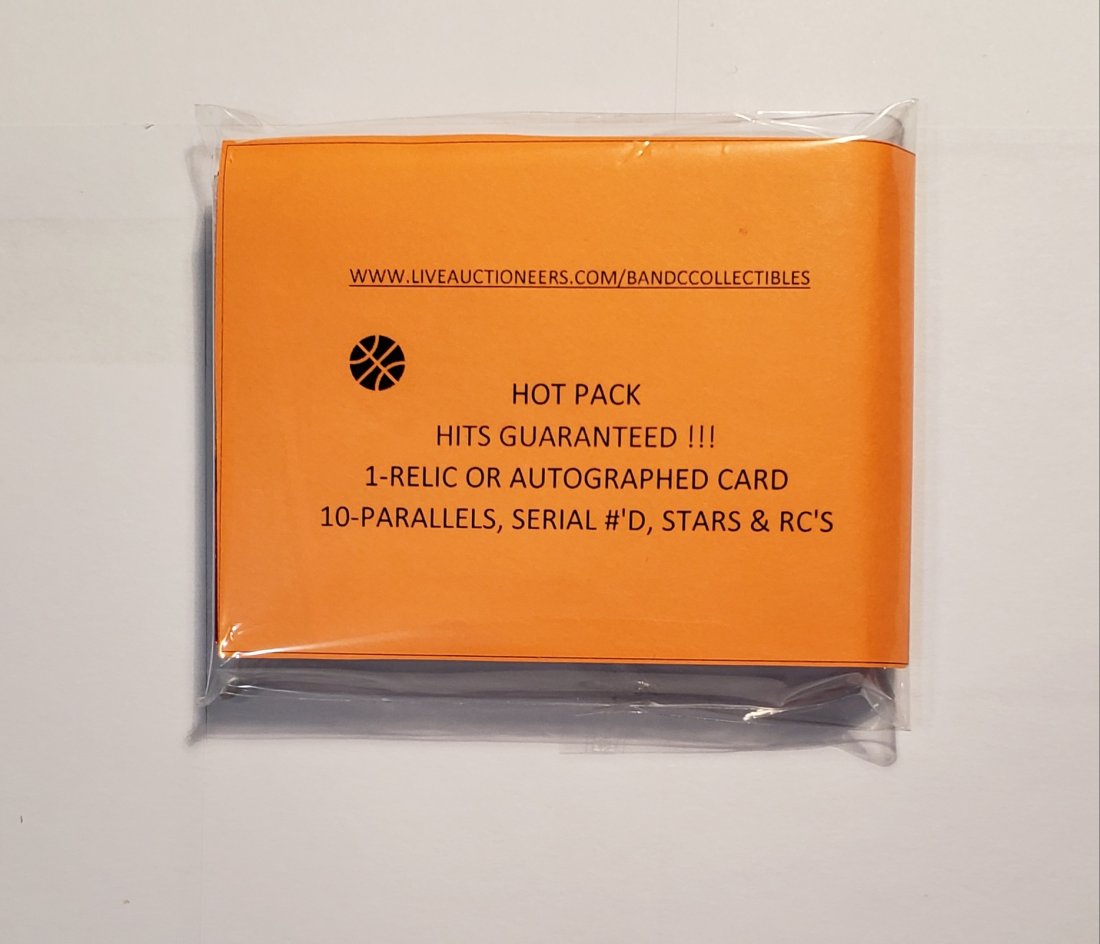 WWW.LIVEAUCTIONEERS.COM/BANDCCOLLECTIBLES
HOT PACK
HITS GUARANTEED !!!
1-RELIC OR AUTOGRAPHED CARD
10-PARALLELS, SERIAL #'D, STARS & RC'S